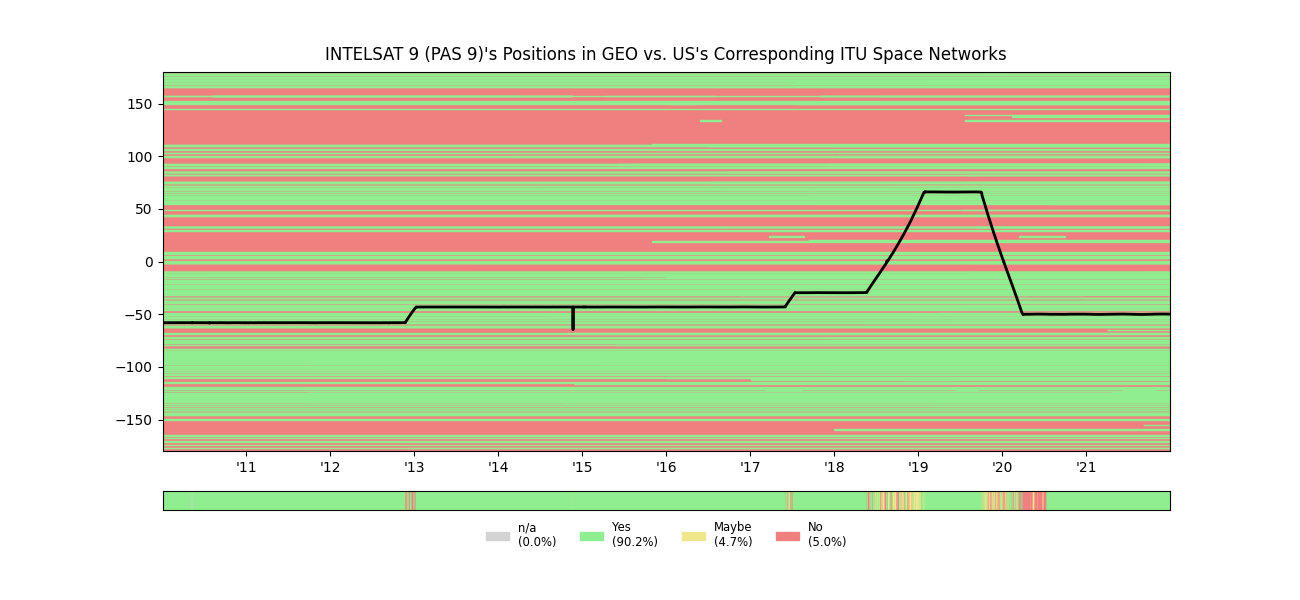 INTELSAT 9 (PAS 9)'s Positions in GEO vs. US's Corresponding ITU Space Networks
150
100
50
0
−50
−100
−150
'11 '12 '13 '14 '15 '16 '17 '18 '19 '20 '21
n/a Yes Maybe No
(0.0%) (90.2%) (4.7%) (5.0%)